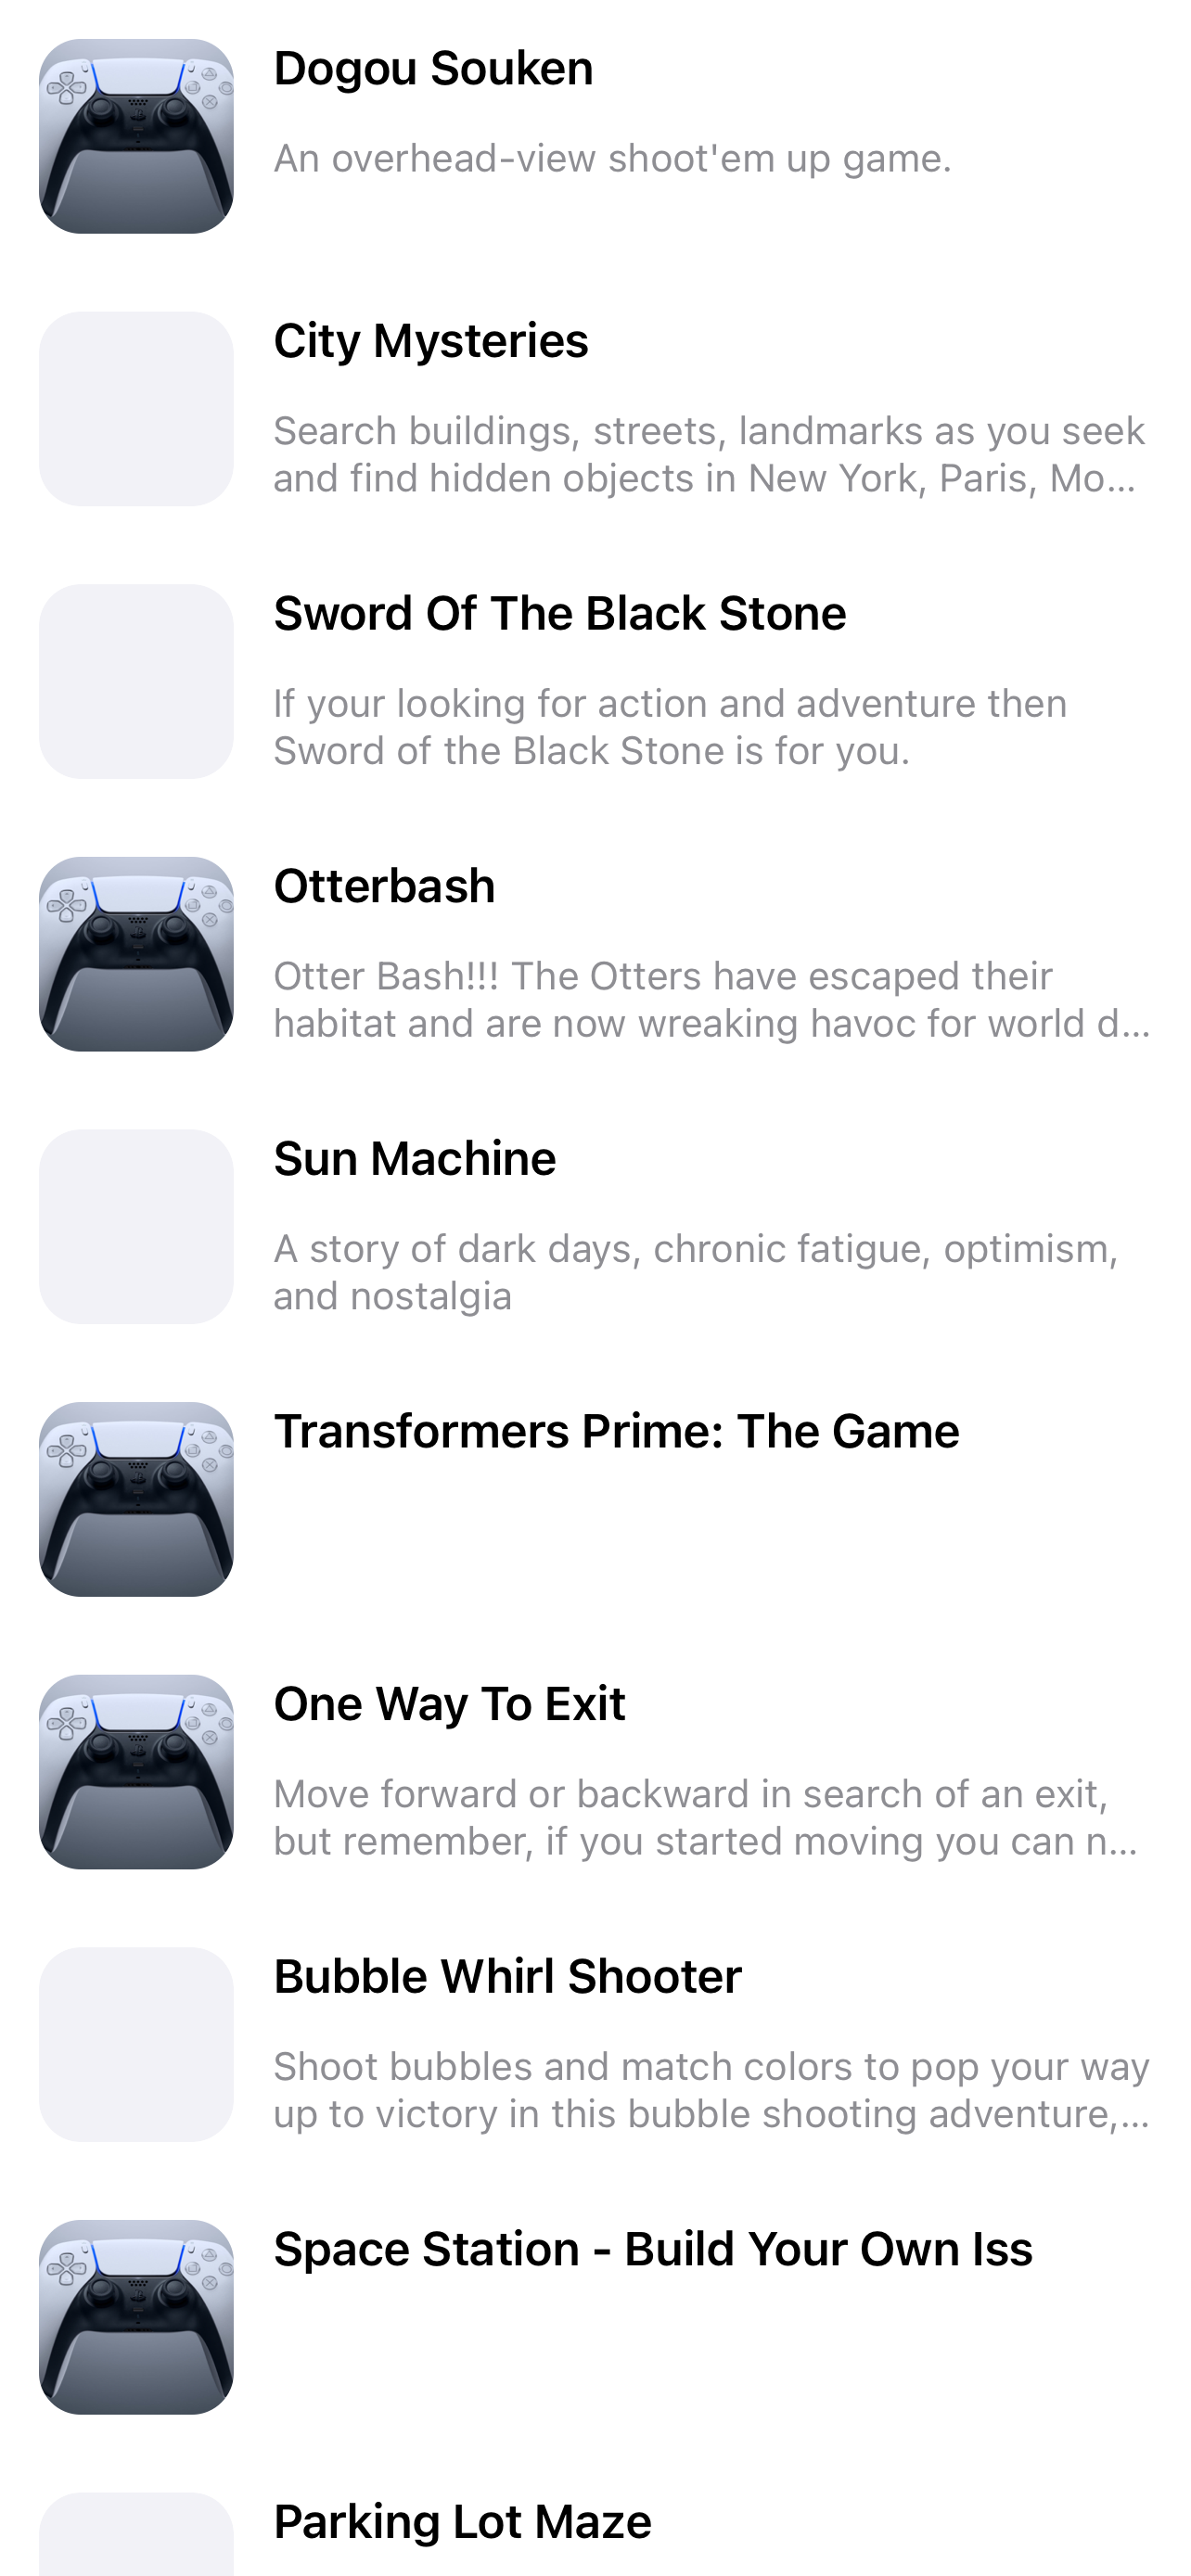 Dogou Souken
An overhead-view shoot'em up game.
City Mysteries
Search buildings, streets, landmarks as you seek
and find hidden objects in New York, Paris, Mo...
Sword Of The Black Stone
If your looking for action and adventure then
Sword of the Black Stone is for you.
Otterbash
Otter Bash!!! The Otters have escaped their
habitat and are now wreaking havoc for world d...
Sun Machine
A story of dark days, chronic fatigue, optimism,
and nostalgia
Transformers Prime: The Game
One Way To Exit
Move forward or backward in search of an exit,
but remember, if you started moving you can n...
Bubble Whirl Shooter
Shoot bubbles and match colors to pop your way
up to victory in this bubble shooting adventure,...
Space Station - Build Your Own Iss
Parking Lot Maze